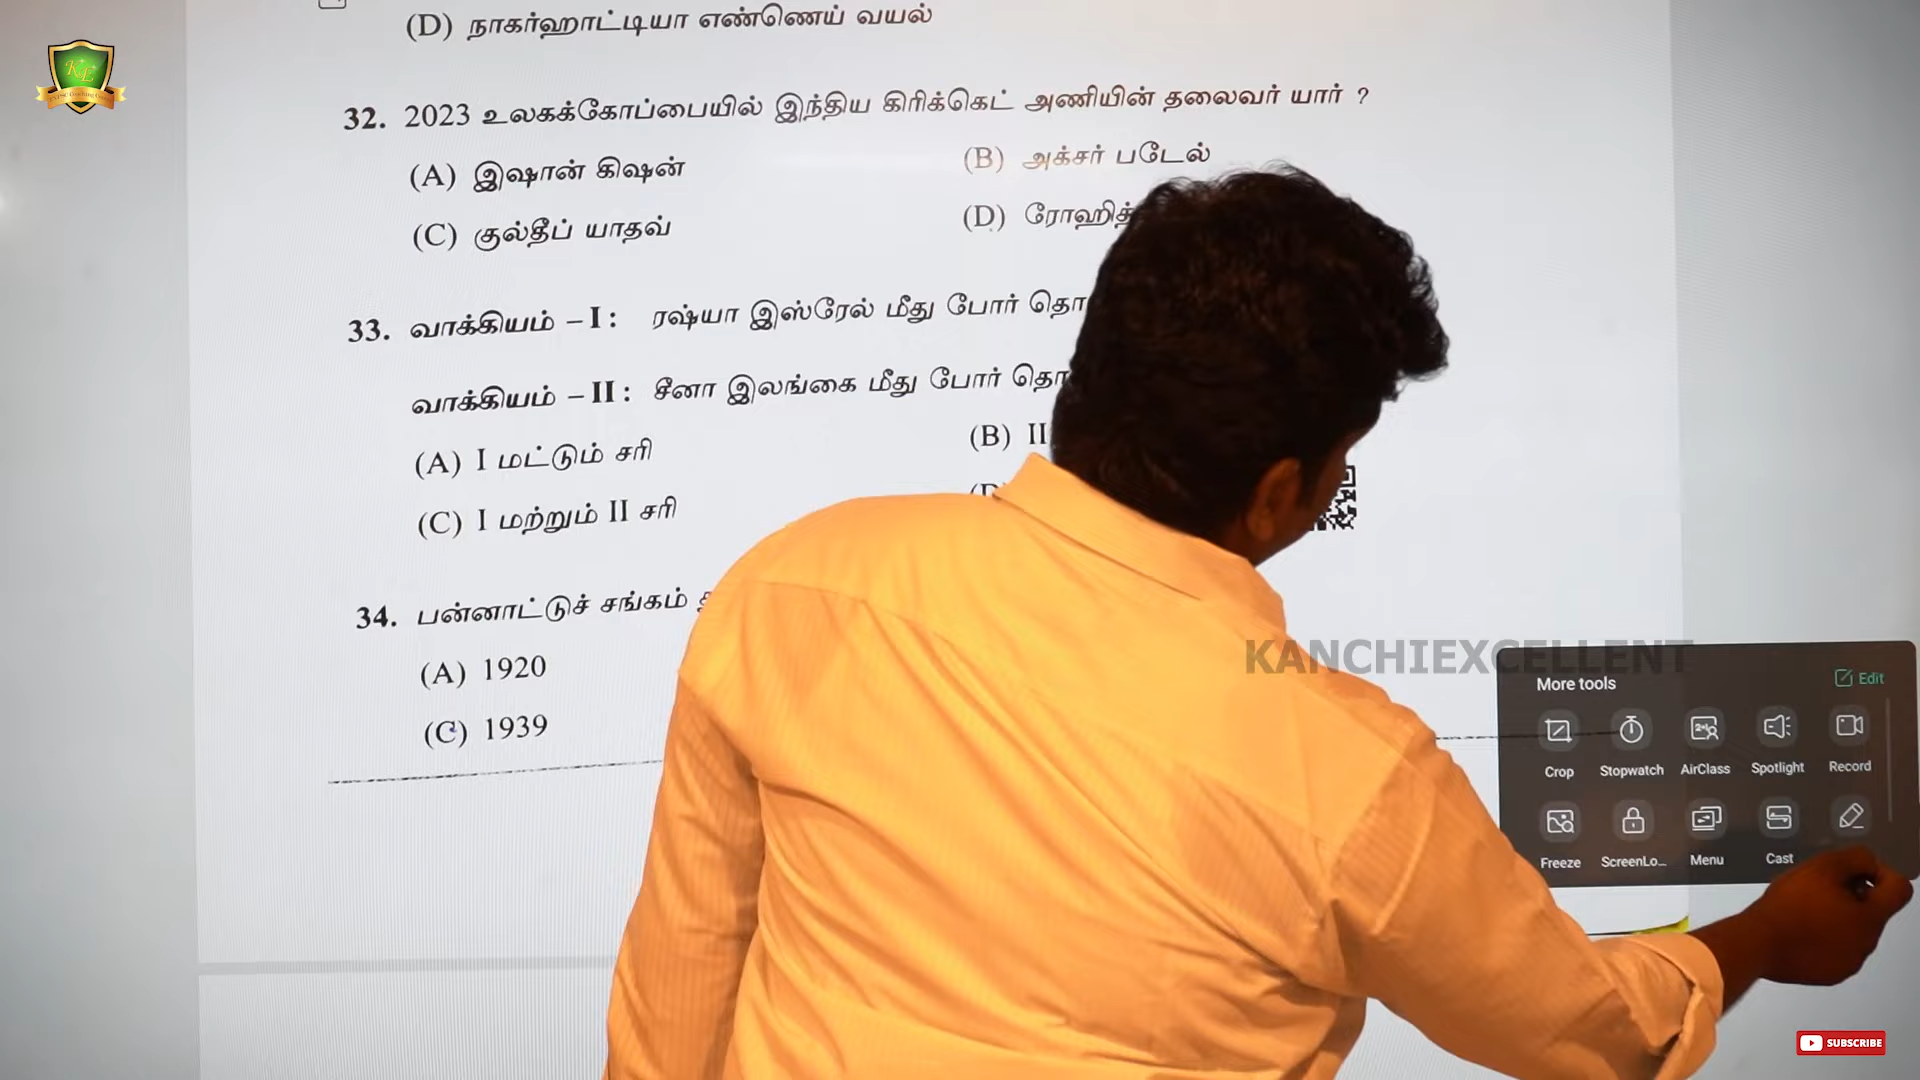 (D) நாகர்ஹாட்டியா எண்ணெய் வயல்
32. 2023 உலகக்கோப்பையில் இந்திய கிரிக்கெட் அணியின் தலைவர் யார் ?
(A) இஷான் கிஷன்
(B) அக்சர் படேல்
(C) குல்தீப் யாதவ்
(D)
33. வாக்கியம் – I : ரஷ்யா இஸ்ரேல் மீது போர்
வாக்கியம் – II : சீனா இலங்கை மீது போர்
(A) I மட்டும் சரி
(B) II
(C) I மற்றும் II சரி
34. பன்னாட்டுச் சங்கம்
(A) 1920
(C) 1939
KANCHIEXCELLENT
More tools
Edit
Crop Stopwatch AirClass Spotlight Record
Freeze ScreenLo... Menu Cast
SUBSCRIBE
KE